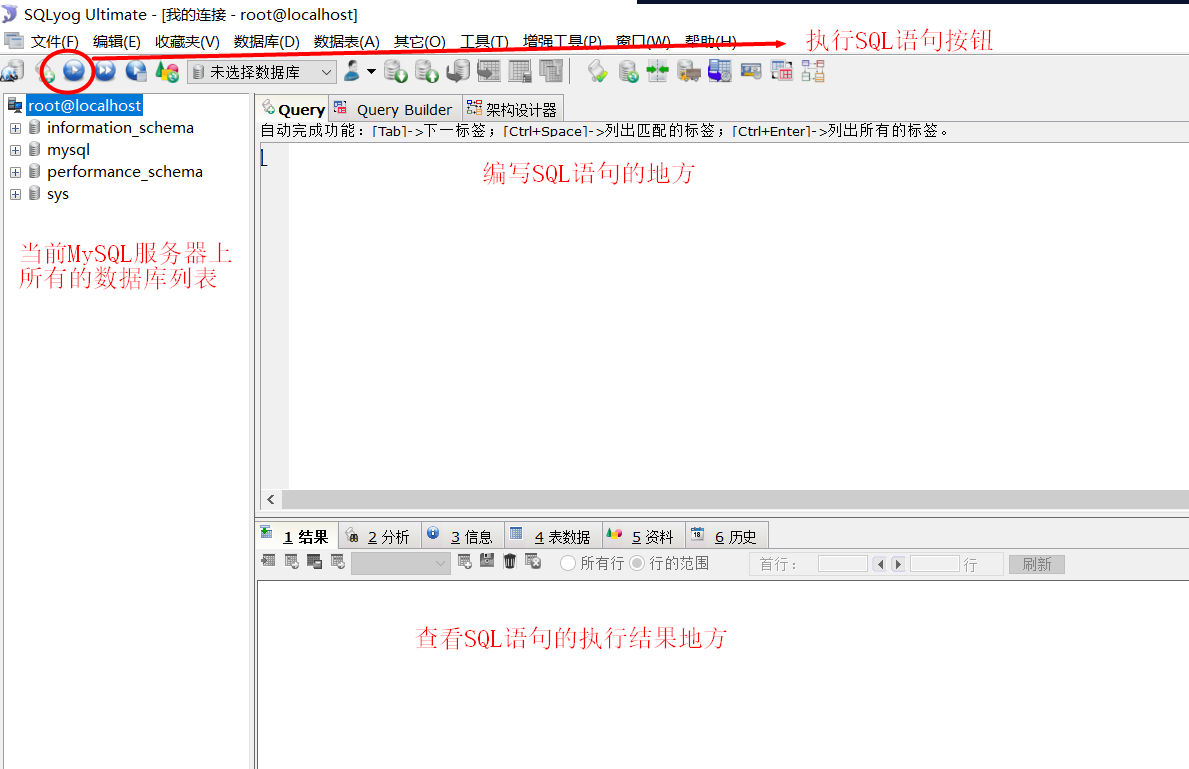 SQLyog Ultimate - [我的连接 - root@localhost]
文件(F) 编辑(E) 收藏夹(V) 数据库(D) 数据表(A) 其它(O) 工具(T) 增强工具(P) 窗口(W) 帮助(H)
执行SQL语句按钮
未选择数据库
root@localhost
information_schema
mysql
performance_schema
sys
当前MySQL服务器上
所有的数据库列表
Query Query Builder 架构设计器
自动完成功能：[Tab]->下一标签；[Ctrl+Space]->列出匹配的标签；[Ctrl+Enter]->列出所有的标签。
编写SQL语句的地方
1 结果 2 分析 3 信息 4 表数据 5 资料 6 历史
所有行 行的范围 首行： 行 刷新
查看SQL语句的执行结果地方